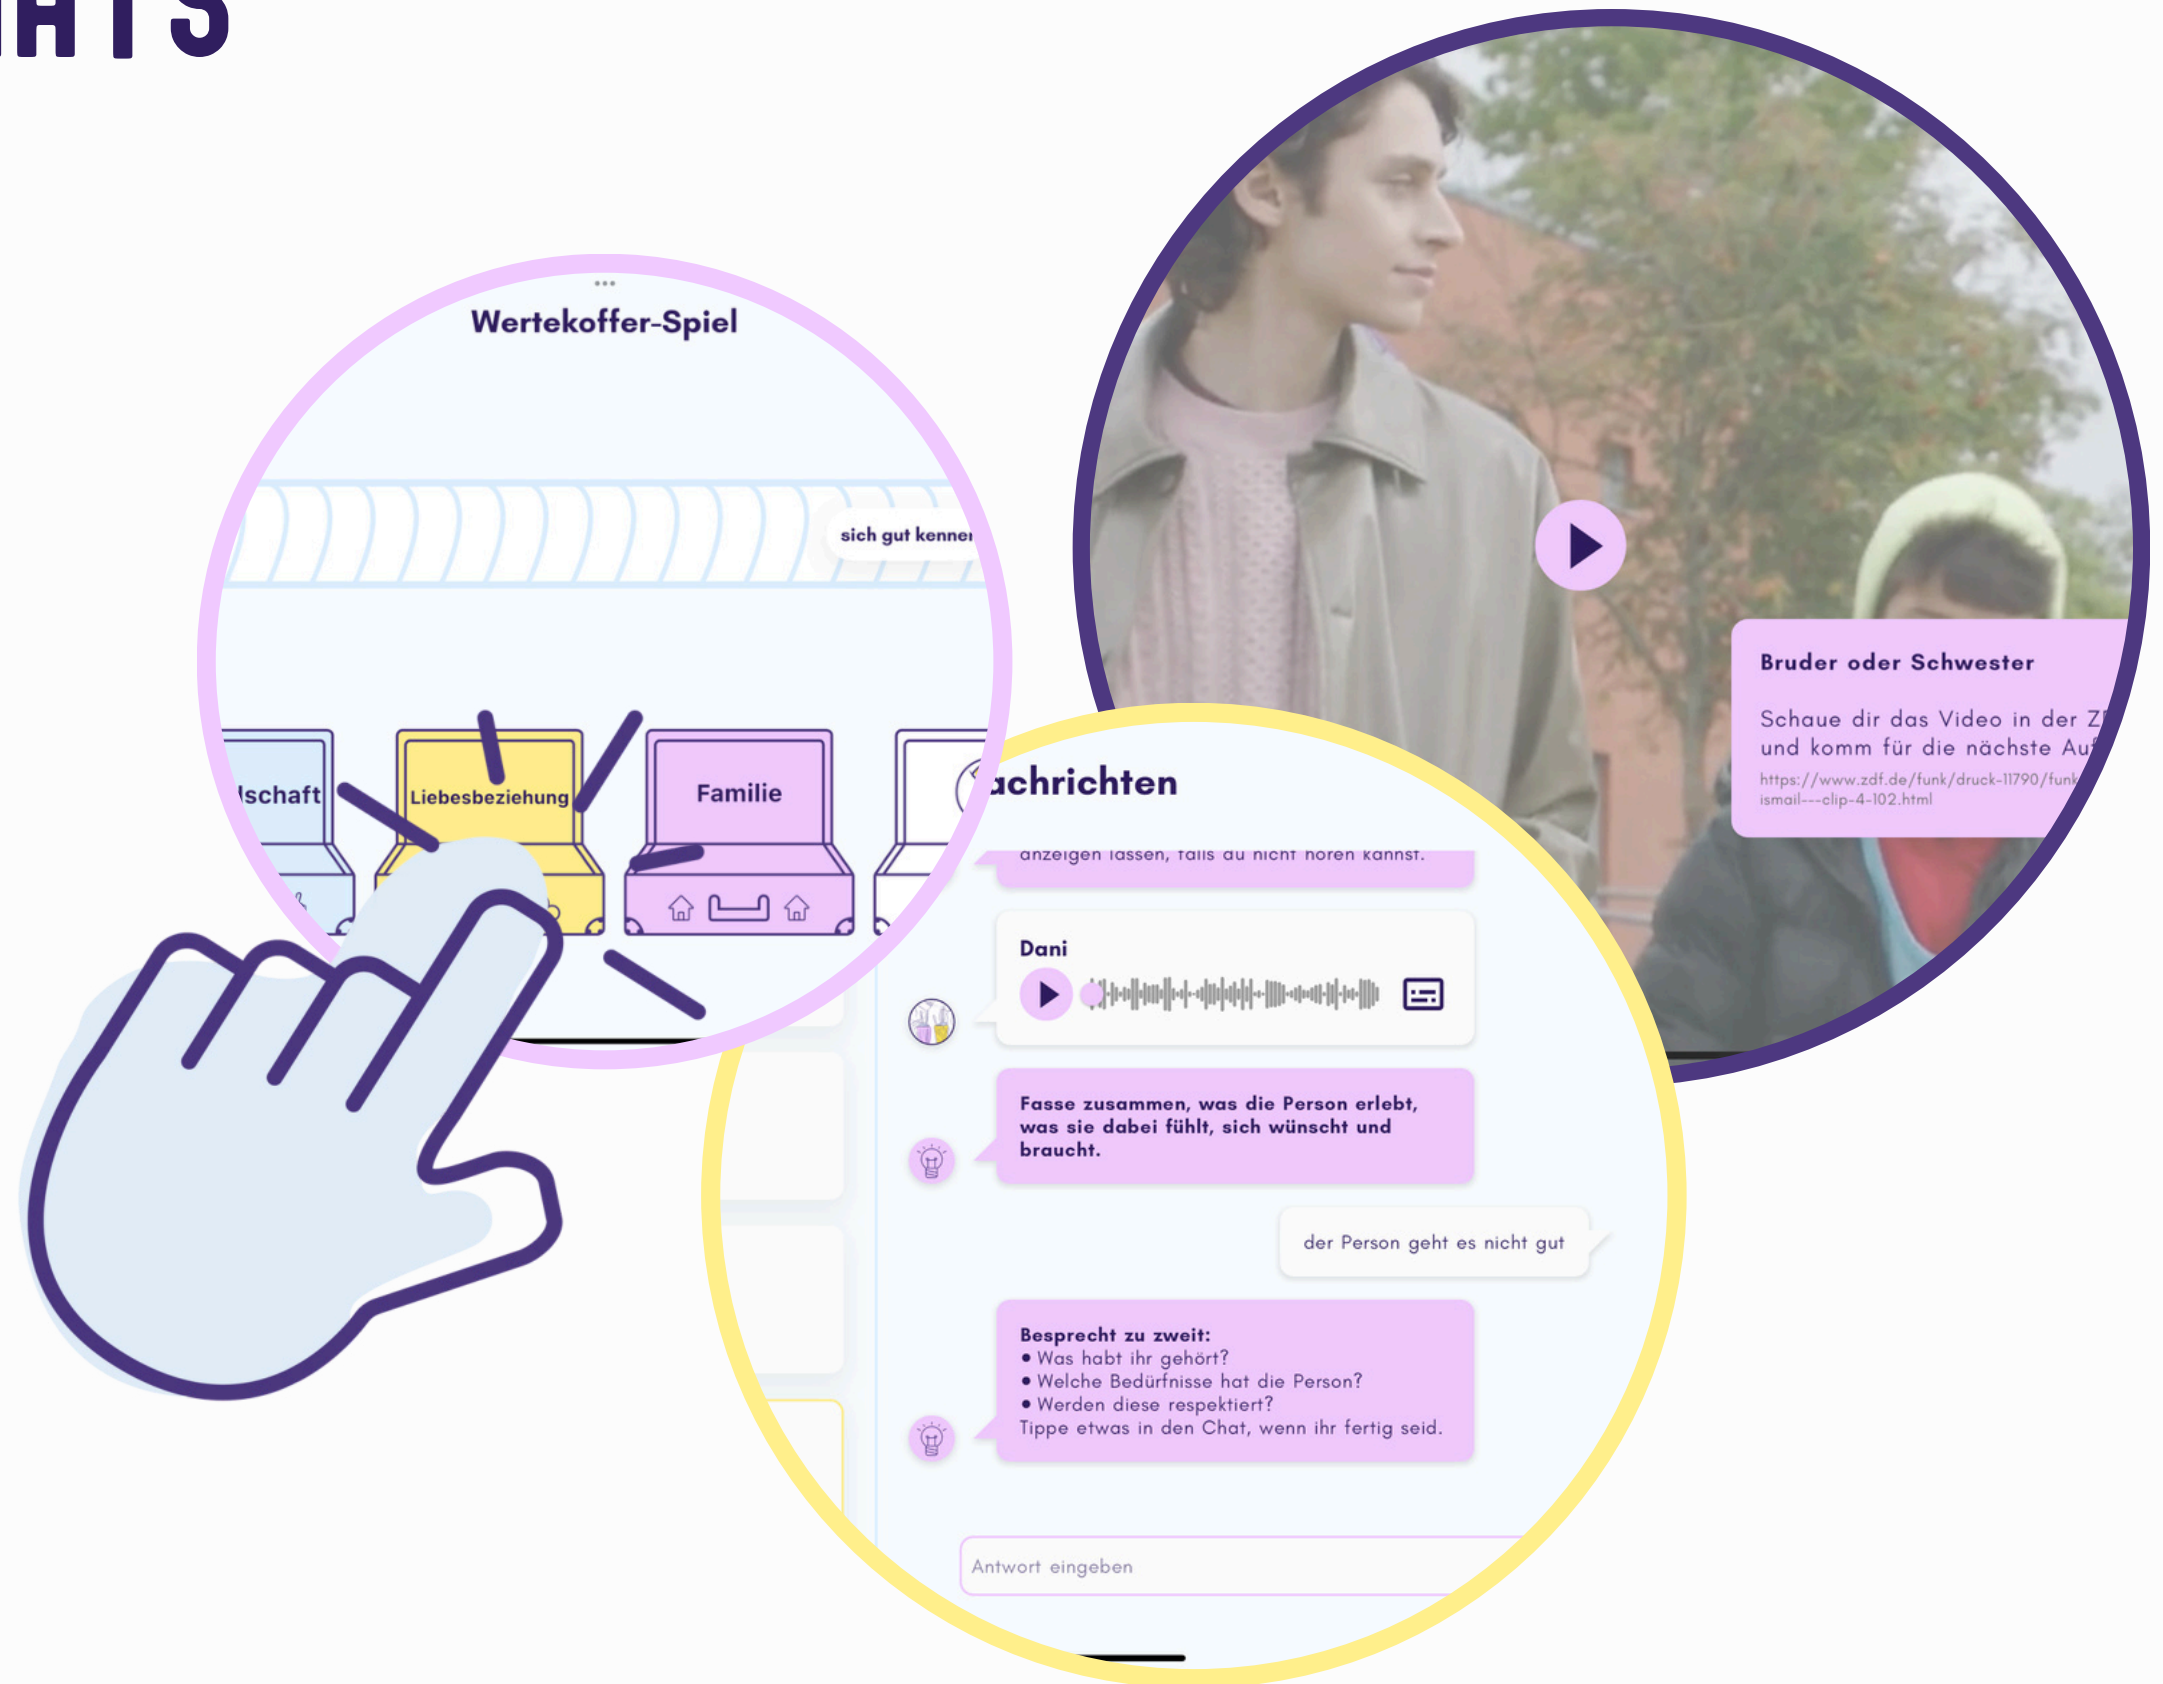 Wertekoffer-Spiel
sich gut
Liebesbeziehung
Familie
Bruder oder Schwester
Schaue dir das Video in der
und komm für die nächste
https://www.zdf.de/funk/druck-11790/funk
ismail---clip-4-102.html
anzeigen lassen, falls du nicht hören kannst.
Dani
Fasse zusammen, was die Person erlebt,
was sie dabei fühlt, sich wünscht und
braucht.
der Person geht es nicht gut
Besprecht zu zweit:
• Was habt ihr gehört?
• Welche Bedürfnisse hat die Person?
• Werden diese respektiert?
Tippe etwas in den Chat, wenn ihr fertig seid.
Antwort eingeben